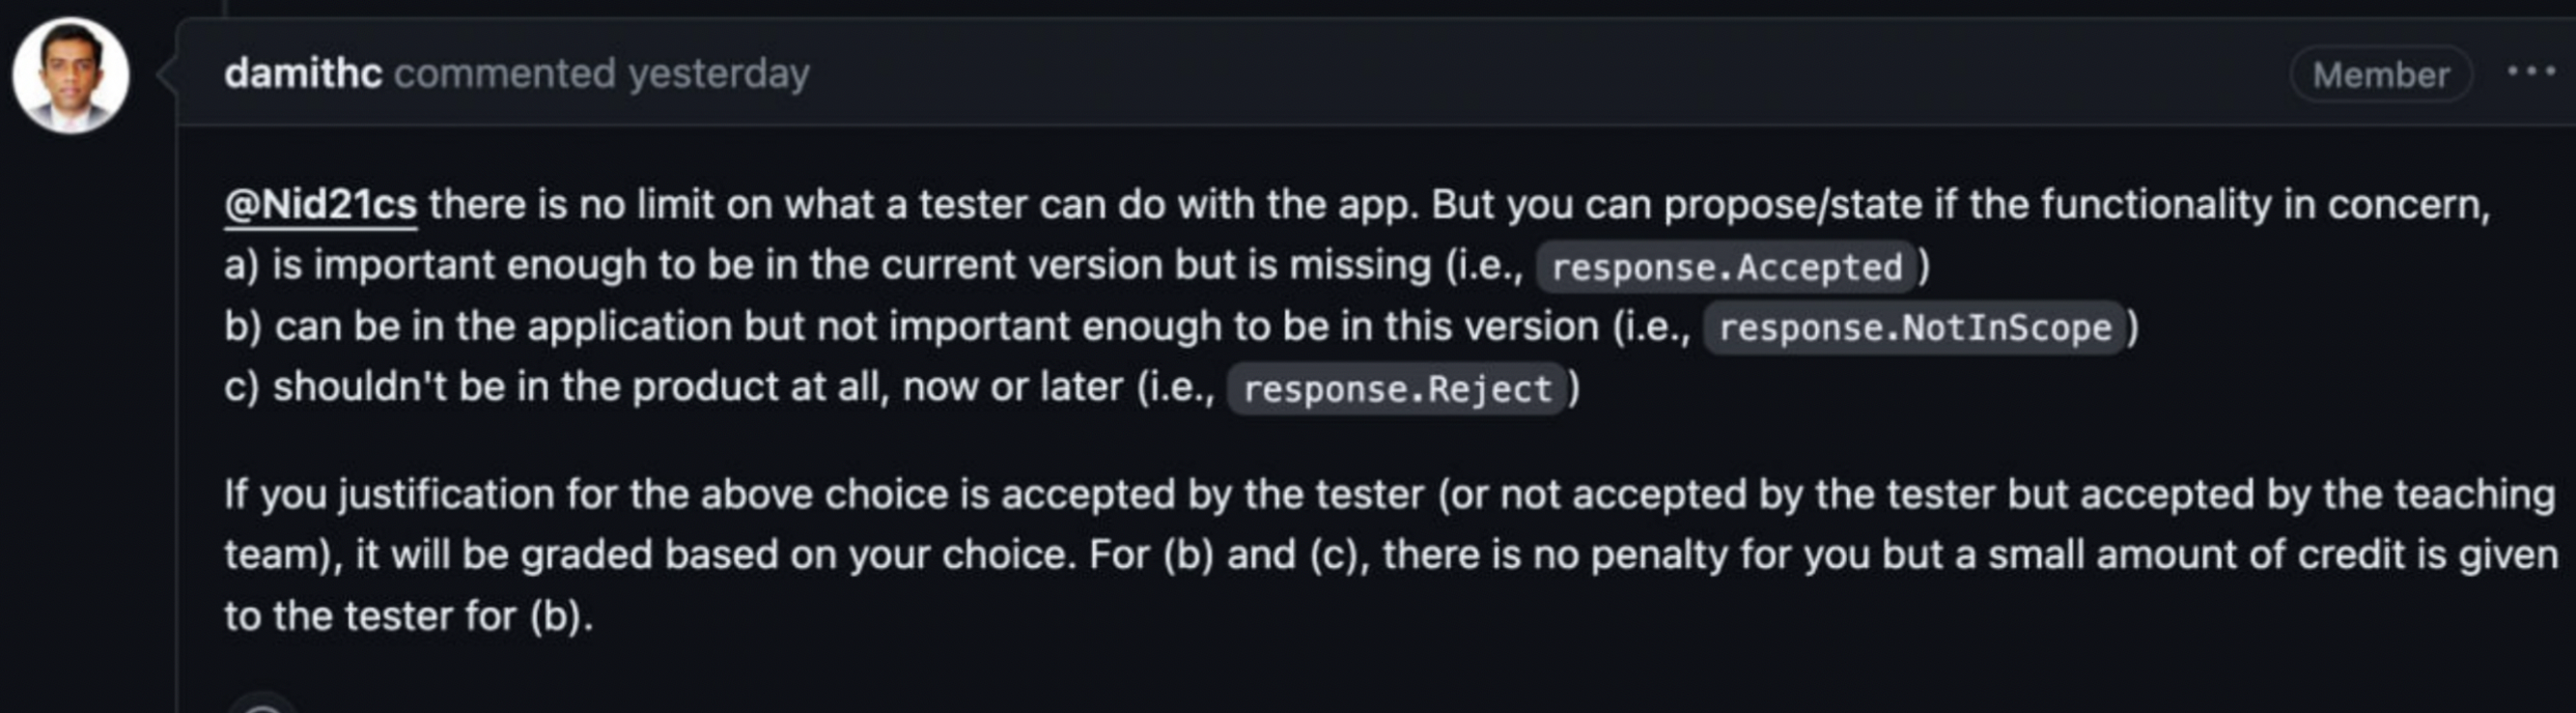 damithc commented yesterday Member ...
@Nid21cs there is no limit on what a tester can do with the app. But you can propose/state if the functionality in concern,
a) is important enough to be in the current version but is missing (i.e., response.Accepted)
b) can be in the application but not important enough to be in this version (i.e., response.NotInScope)
c) shouldn't be in the product at all, now or later (i.e., response.Reject)
If you justification for the above choice is accepted by the tester (or not accepted by the tester but accepted by the teaching
team), it will be graded based on your choice. For (b) and (c), there is no penalty for you but a small amount of credit is given
to the tester for (b).